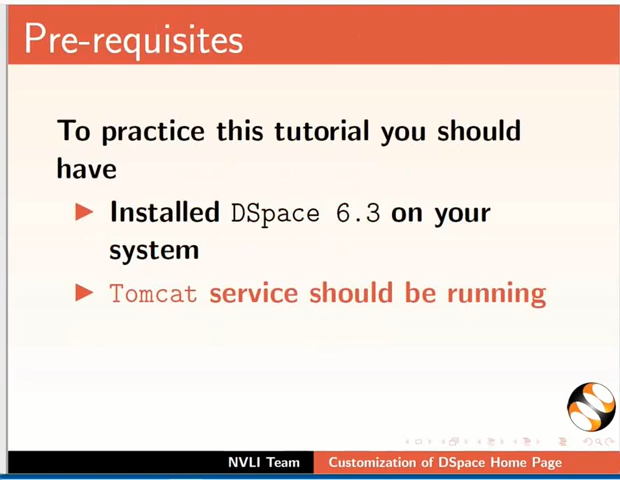 Pre-requisites
To practice this tutorial you should
have
Installed DSpace 6.3 on your
system
Tomcat service should be running
NVLI Team Customization of DSpace Home Page